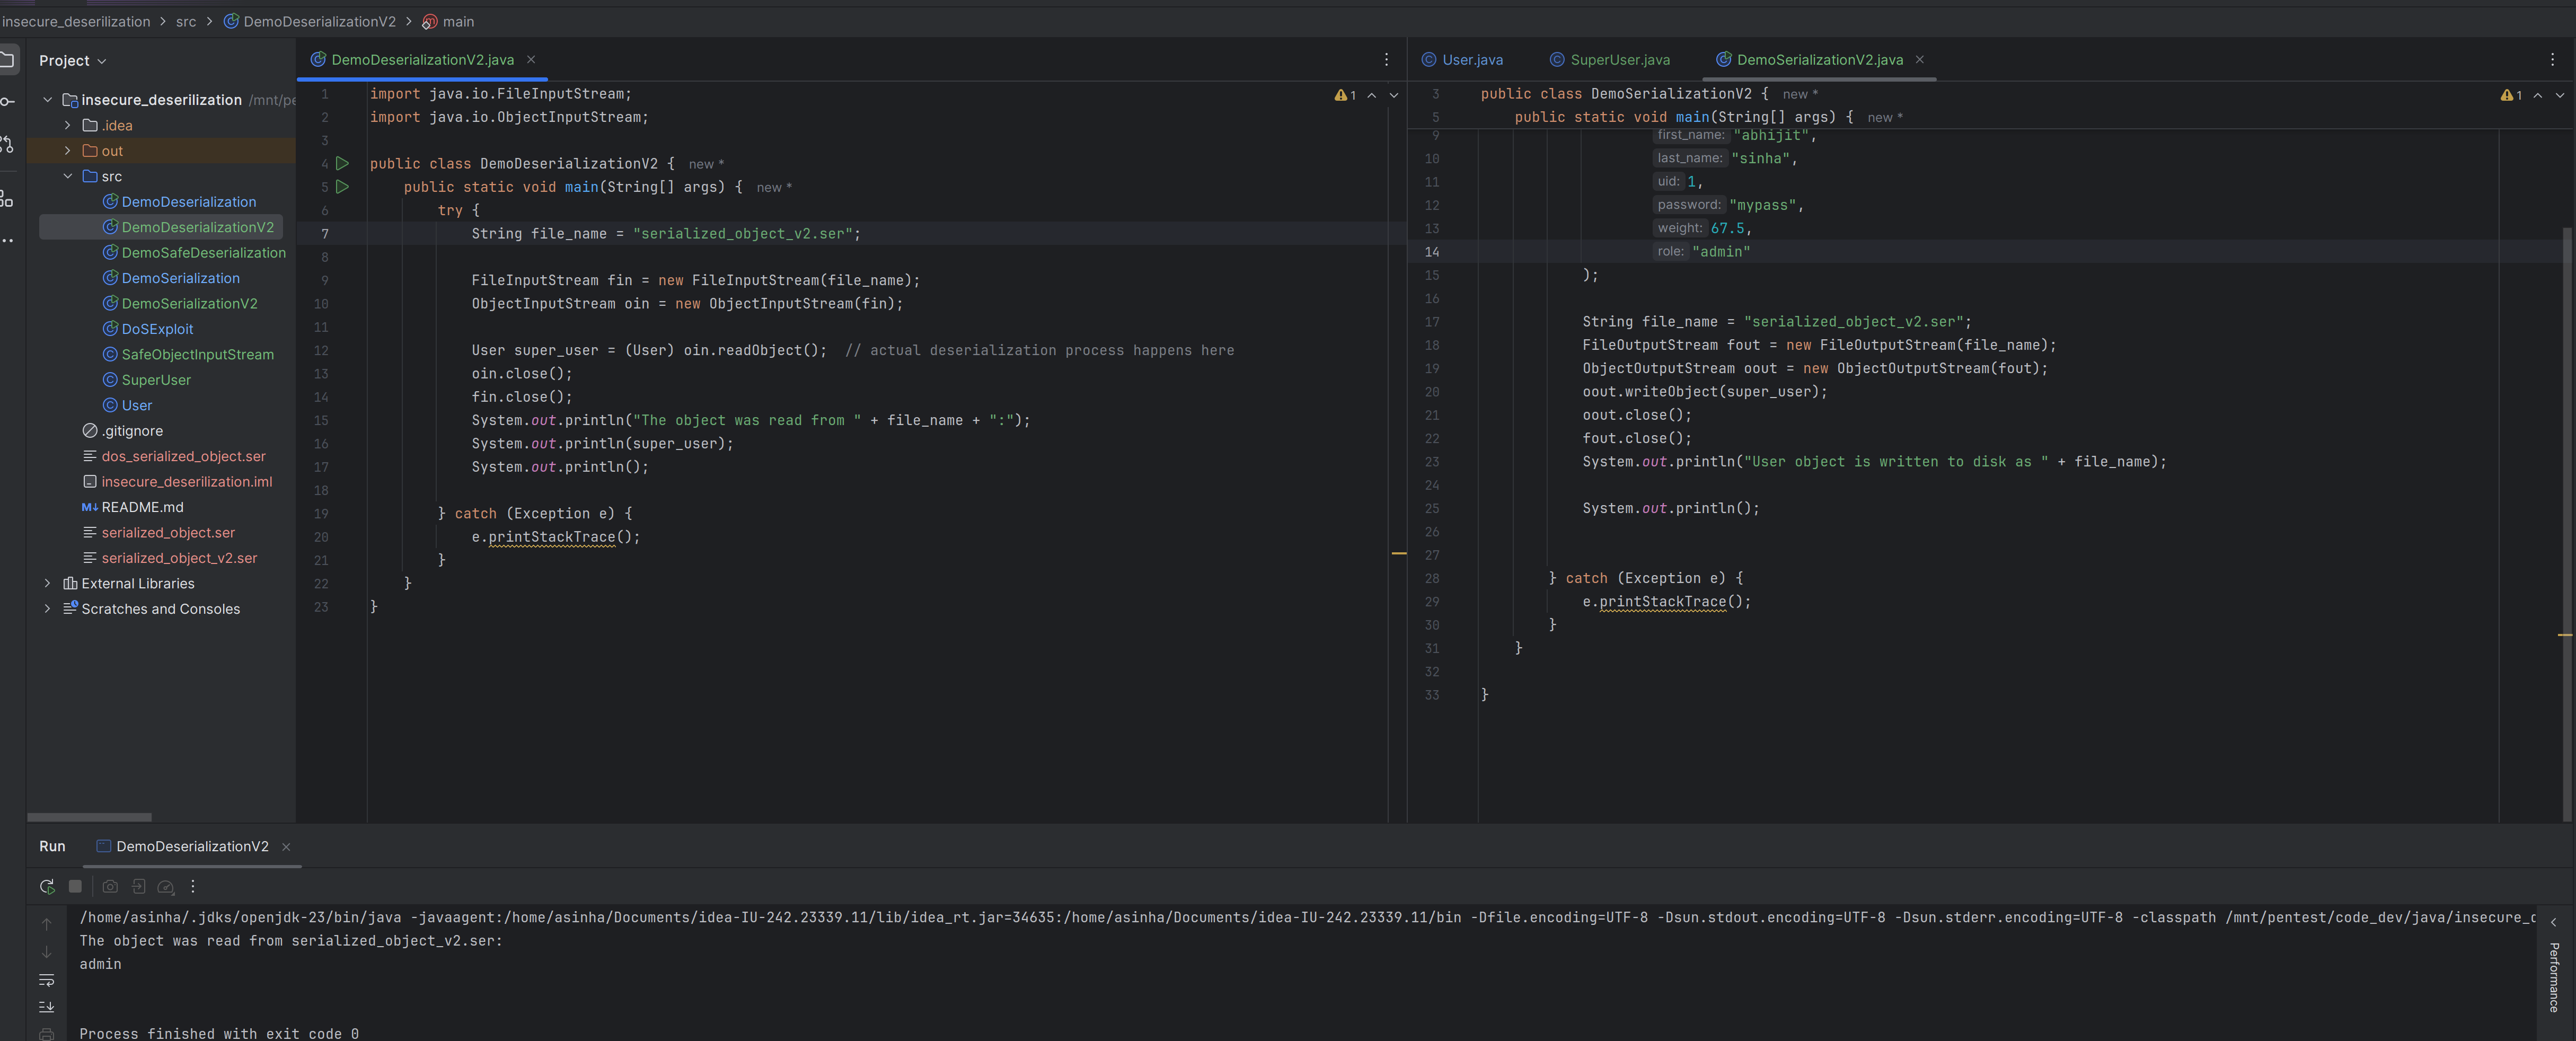 insecure_deserilization > src > DemoDeserializationV2 > main
Project
insecure_deserilization /mnt/pe
.idea
out
src
DemoDeserialization
DemoDeserializationV2
DemoSafeDeserialization
DemoSerialization
DemoSerializationV2
DoSExploit
SafeObjectInputStream
SuperUser
User
.gitignore
dos_serialized_object.ser
insecure_deserilization.iml
M↓ README.md
serialized_object.ser
serialized_object_v2.ser
External Libraries
Scratches and Consoles
DemoDeserializationV2.java
1 import java.io.FileInputStream;
2 import java.io.ObjectInputStream;
3
4 public class DemoDeserializationV2 { new *
5 public static void main(String[] args) { new *
6 try {
7 String file_name = "serialized_object_v2.ser";
8
9 FileInputStream fin = new FileInputStream(file_name);
10 ObjectInputStream oin = new ObjectInputStream(fin);
11
12 User super_user = (User) oin.readObject(); // actual deserialization process happens here
13 oin.close();
14 fin.close();
15 System.out.println("The object was read from " + file_name + ":");
16 System.out.println(super_user);
17 System.out.println();
18
19 } catch (Exception e) {
20 e.printStackTrace();
21 }
22 }
23 }
1
User.java SuperUser.java DemoSerializationV2.java
1
3 public class DemoSerializationV2 { new *
5 public static void main(String[] args) { new *
9 first_name: "abhijit",
10 last_name: "sinha",
11 uid: 1,
12 password: "mypass",
13 weight: 67.5,
14 role: "admin"
15 );
16
17 String file_name = "serialized_object_v2.ser";
18 FileOutputStream fout = new FileOutputStream(file_name);
19 ObjectOutputStream oout = new ObjectOutputStream(fout);
20 oout.writeObject(super_user);
21 oout.close();
22 fout.close();
23 System.out.println("User object is written to disk as " + file_name);
24
25 System.out.println();
26
27
28 } catch (Exception e) {
29 e.printStackTrace();
30 }
31 }
32
33 }
Run DemoDeserializationV2
/home/asinha/.jdks/openjdk-23/bin/java -javaagent:/home/asinha/Documents/idea-IU-242.23339.11/lib/idea_rt.jar=34635:/home/asinha/Documents/idea-IU-242.23339.11/bin -Dfile.encoding=UTF-8 -Dsun.stdout.encoding=UTF-8 -Dsun.stderr.encoding=UTF-8 -classpath /mnt/pentest/code_dev/java/insecure_d
The object was read from serialized_object_v2.ser:
admin
Process finished with exit code 0
Performance